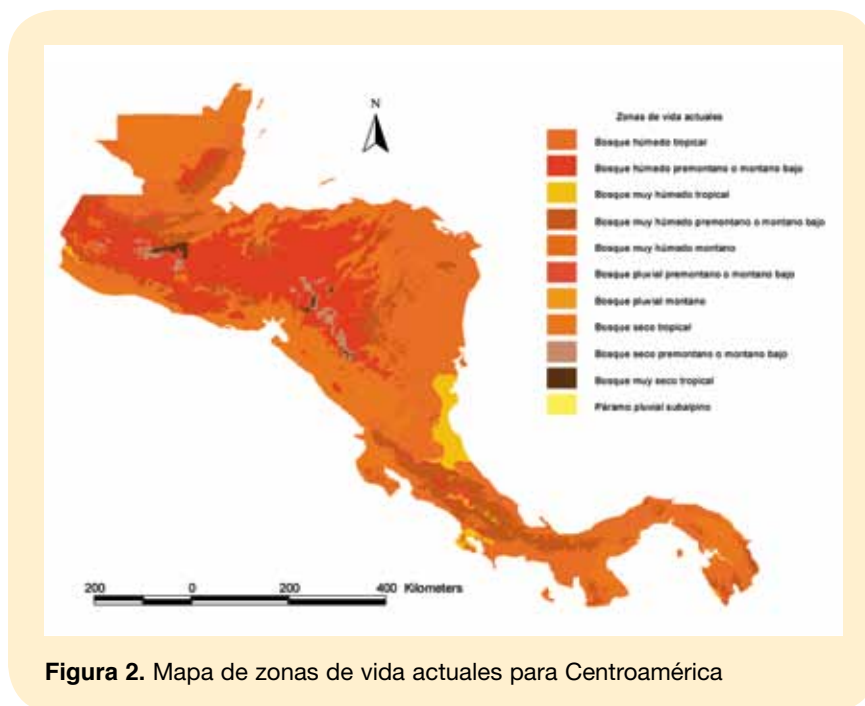 N
Zonas de vida actuales
Bosque húmedo tropical
Bosque húmedo premontano o montano bajo
Bosque muy húmedo tropical
Bosque muy húmedo premontano o montano bajo
Bosque muy húmedo montano
Bosque pluvial premontano o montano bajo
Bosque pluvial montano
Bosque seco tropical
Bosque seco premontano o montano bajo
Bosque muy seco tropical
Páramo pluvial subalpino
200 0 200 400 Kilometers
Figura 2. Mapa de zonas de vida actuales para Centroamérica